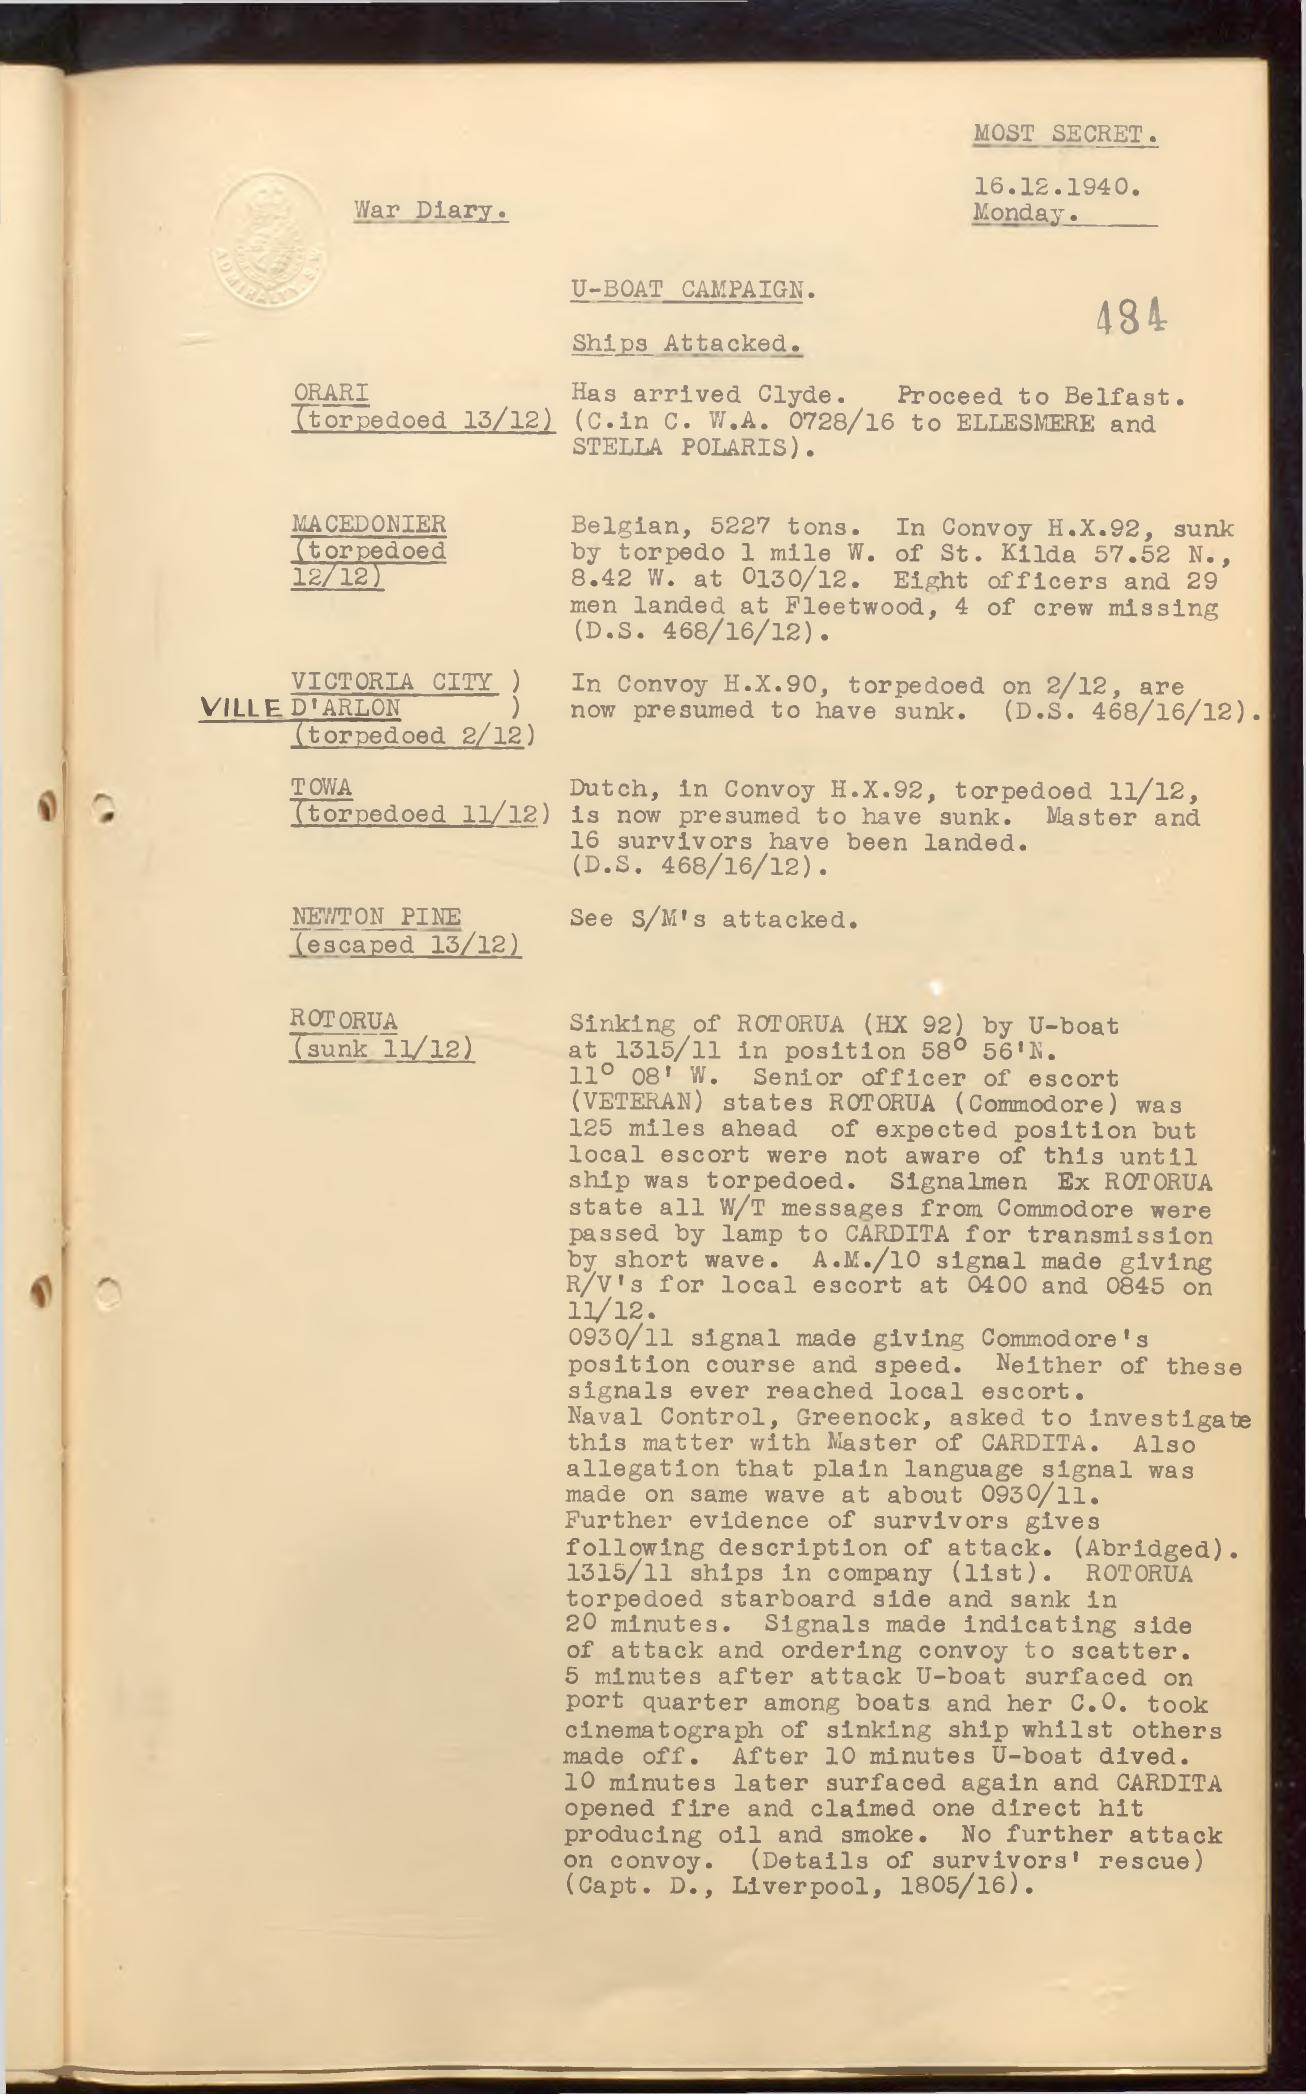 MOST SECRET.
16.12.1940.
Monday.
War Diary.
ADMIRALTY. S.W.
U-BOAT CAMPAIGN.
484
Ships Attacked.
ORARI
(torpedoed 13/12)
Has arrived Clyde. Proceed to Belfast.
(C.in C. W.A. 0728/16 to ELLESMERE and
STELLA POLARIS).
MACEDONIER
(torpedoed
12/12)
Belgian, 5227 tons. In Convoy H.X.92, sunk
by torpedo 1 mile W. of St. Kilda 57.52 N.,
8.42 W. at 0130/12. Eight officers and 29
men landed at Fleetwood, 4 of crew missing
(D.S. 468/16/12).
VICTORIA CITY )
VILLE D'ARLON )
(torpedoed 2/12)
In Convoy H.X.90, torpedoed on 2/12, are
now presumed to have sunk. (D.S. 468/16/12).
TOWA
(torpedoed 11/12)
Dutch, in Convoy H.X.92, torpedoed 11/12,
is now presumed to have sunk. Master and
16 survivors have been landed.
(D.S. 468/16/12).
NEWTON PINE
(escaped 13/12)
See S/M's attacked.
ROTORUA
(sunk 11/12)
Sinking of ROTORUA (HX 92) by U-boat
at 1315/11 in position 58° 56'N.
11° 08' W. Senior officer of escort
(VETERAN) states ROTORUA (Commodore) was
125 miles ahead of expected position but
local escort were not aware of this until
ship was torpedoed. Signalmen Ex ROTORUA
state all W/T messages from Commodore were
passed by lamp to CARDITA for transmission
by short wave. A.M./10 signal made giving
R/V's for local escort at 0400 and 0845 on
11/12.
0930/11 signal made giving Commodore's
position course and speed. Neither of these
signals ever reached local escort.
Naval Control, Greenock, asked to investigate
this matter with Master of CARDITA. Also
allegation that plain language signal was
made on same wave at about 0930/11.
Further evidence of survivors gives
following description of attack. (Abridged).
1315/11 ships in company (list). ROTORUA
torpedoed starboard side and sank in
20 minutes. Signals made indicating side
of attack and ordering convoy to scatter.
5 minutes after attack U-boat surfaced on
port quarter among boats and her C.O. took
cinematograph of sinking ship whilst others
made off. After 10 minutes U-boat dived.
10 minutes later surfaced again and CARDITA
opened fire and claimed one direct hit
producing oil and smoke. No further attack
on convoy. (Details of survivors' rescue)
(Capt. D., Liverpool, 1805/16).